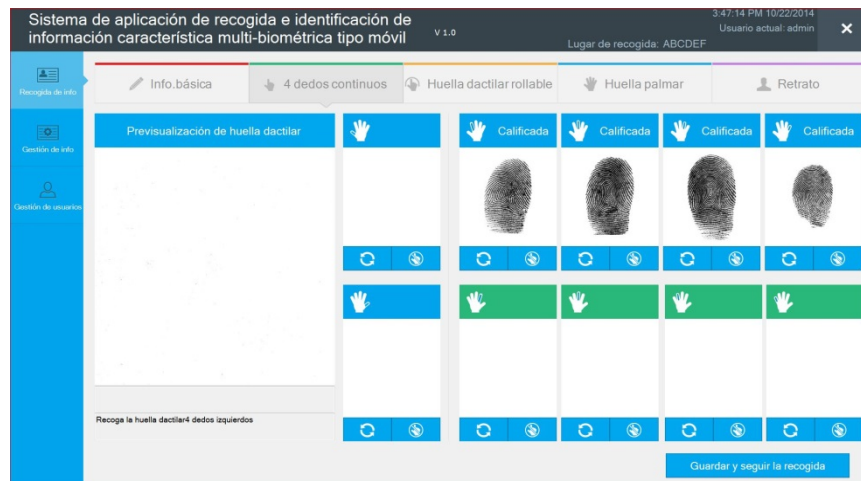 Sistema de aplicación de recogida e identificación de
información característica multi-biométrica tipo móvil
V 1.0
3:47:14 PM 10/22/2014
Usuario actual: admin
Lugar de recogida: ABCDEF
Recogida de info
Gestión de info
Gestión de usuarios
Info.básica
4 dedos continuos
Huella dactilar rollable
Huella palmar
Retrato
Previsualización de huella dactilar
Calificada
Calificada
Calificada
Calificada
Recoga la huella dactilar4 dedos izquierdos
Guardar y seguir la recogida